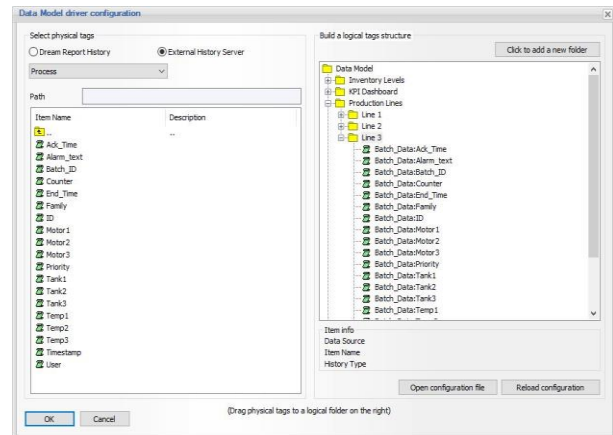 Data Model driver configuration
Select physical tags
Dream Report History
External History Server
Process
Path
Item Name Description
.. ..
Ack_Time
Alarm_text
Batch_ID
Counter
End_Time
Family
ID
Motor1
Motor2
Motor3
Priority
Tank1
Tank2
Tank3
Temp1
Temp2
Temp3
Timestamp
User
Build a logical tags structure
Click to add a new folder
Data Model
Inventory Levels
KPI Dashboard
Production Lines
Line 1
Line 2
Line 3
Batch_Data:Ack_Time
Batch_Data:Alarm_text
Batch_Data:Batch_ID
Batch_Data:Counter
Batch_Data:End_Time
Batch_Data:Family
Batch_Data:ID
Batch_Data:Motor1
Batch_Data:Motor2
Batch_Data:Motor3
Batch_Data:Priority
Batch_Data:Tank1
Batch_Data:Tank2
Batch_Data:Tank3
Batch_Data:Temp1
Item info
Data Source
Item Name
History Type
Open configuration file
Reload configuration
(Drag physical tags to a logical folder on the right)
OK
Cancel